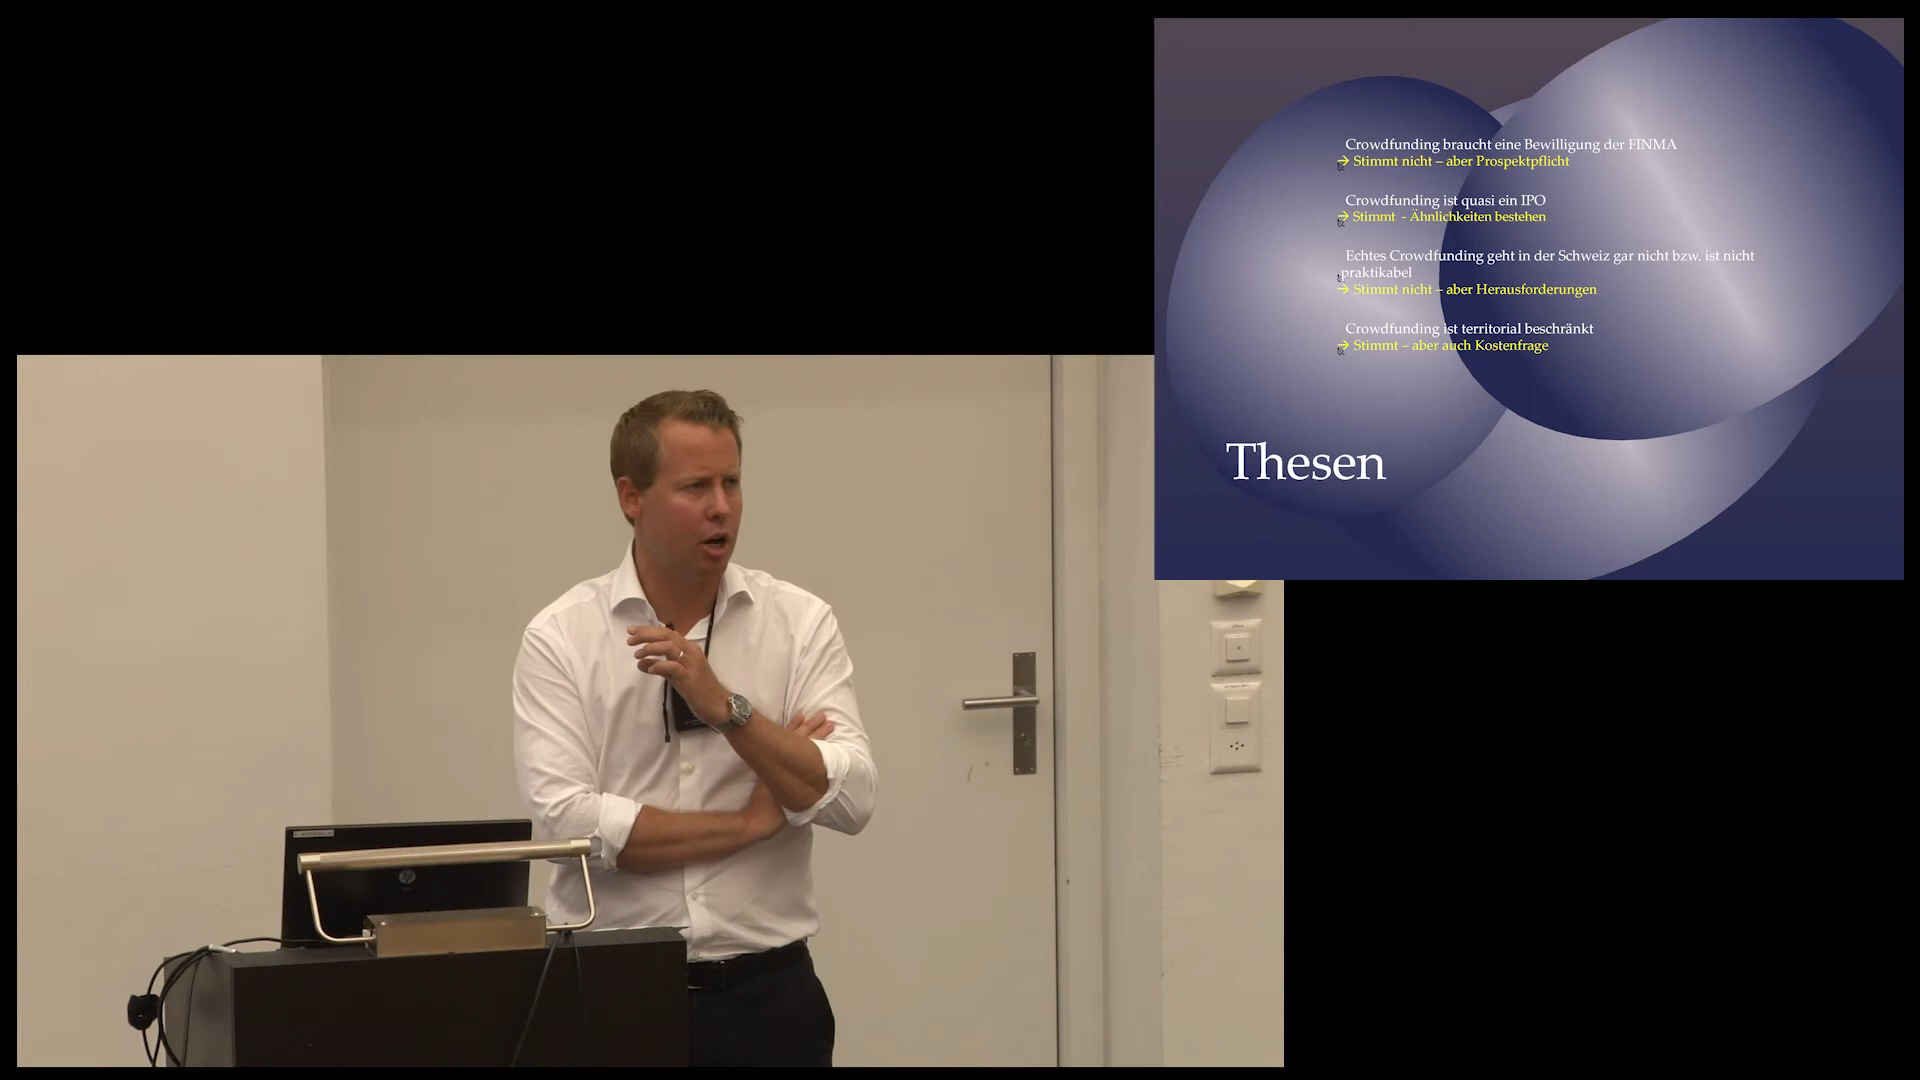 Crowdfunding braucht eine Bewilligung der FINMA
→ Stimmt nicht – aber Prospektpflicht
Crowdfunding ist quasi ein IPO
→ Stimmt - Ähnlichkeiten bestehen
Echtes Crowdfunding geht in der Schweiz gar nicht bzw. ist nicht
praktikabel
→ Stimmt nicht – aber Herausforderungen
Crowdfunding ist territorial beschränkt
→ Stimmt – aber auch Kostenfrage
Thesen
hp